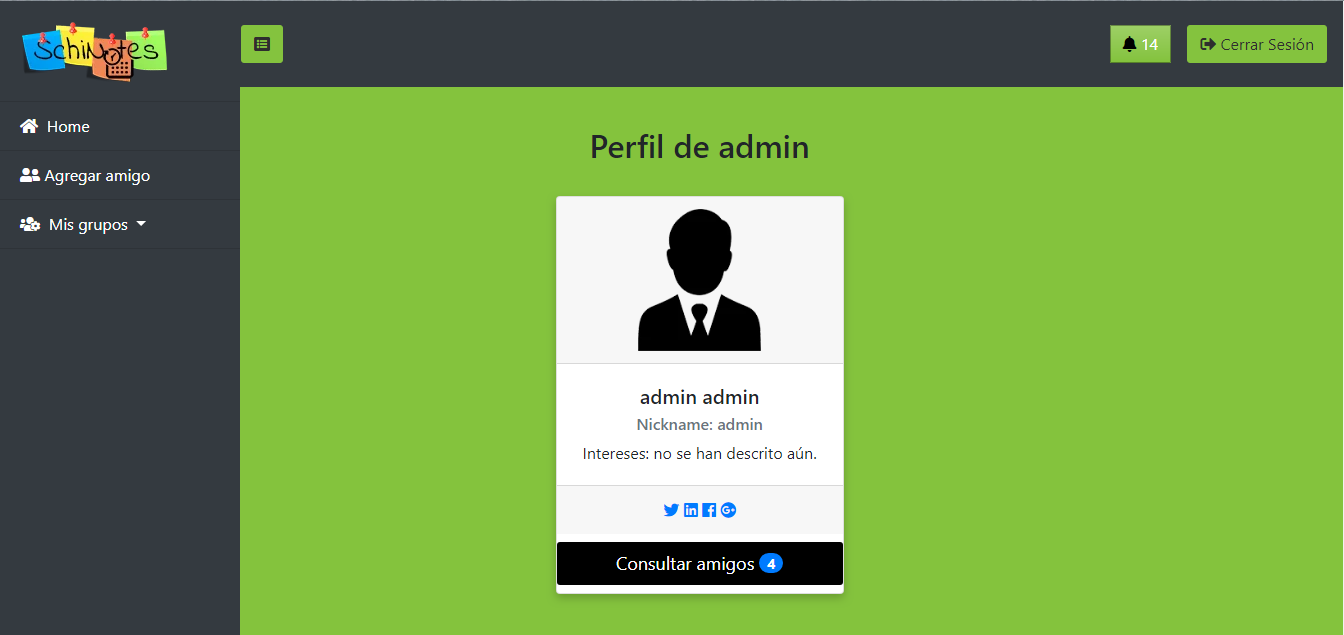 SchiNotes
14
Cerrar Sesión
Home
Agregar amigo
Mis grupos
Perfil de admin
admin admin
Nickname: admin
Intereses: no se han descrito aún.
Consultar amigos 4